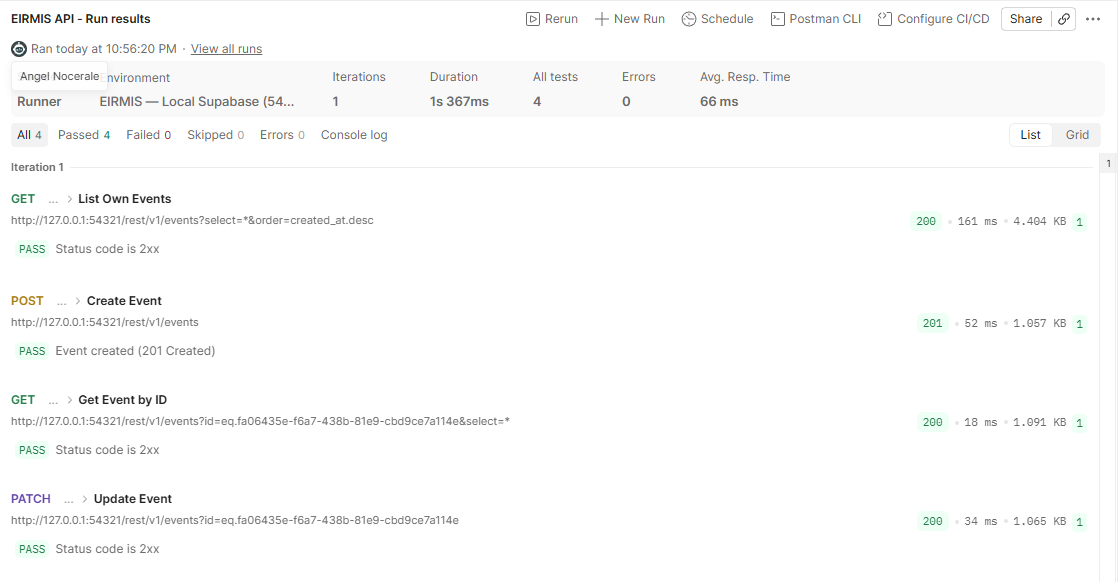 EIRMIS API - Run results
Rerun New Run Schedule Postman CLI Configure CI/CD Share
Ran today at 10:56:20 PM · View all runs
Angel Nocerale
Environment Iterations Duration All tests Errors Avg. Resp. Time
Runner EIRMIS — Local Supabase (54... 1 1s 367ms 4 0 66 ms
All 4 Passed 4 Failed 0 Skipped 0 Errors 0 Console log List Grid
Iteration 1
1
GET ... > List Own Events
http://127.0.0.1:54321/rest/v1/events?select=*&order=created_at.desc 200 • 161 ms • 4.404 KB 1
PASS Status code is 2xx
POST ... > Create Event
http://127.0.0.1:54321/rest/v1/events 201 • 52 ms • 1.057 KB 1
PASS Event created (201 Created)
GET ... > Get Event by ID
http://127.0.0.1:54321/rest/v1/events?id=eq.fa06435e-f6a7-438b-81e9-cbd9ce7a114e&select=* 200 • 18 ms • 1.091 KB 1
PASS Status code is 2xx
PATCH ... > Update Event
http://127.0.0.1:54321/rest/v1/events?id=eq.fa06435e-f6a7-438b-81e9-cbd9ce7a114e 200 • 34 ms • 1.065 KB 1
PASS Status code is 2xx